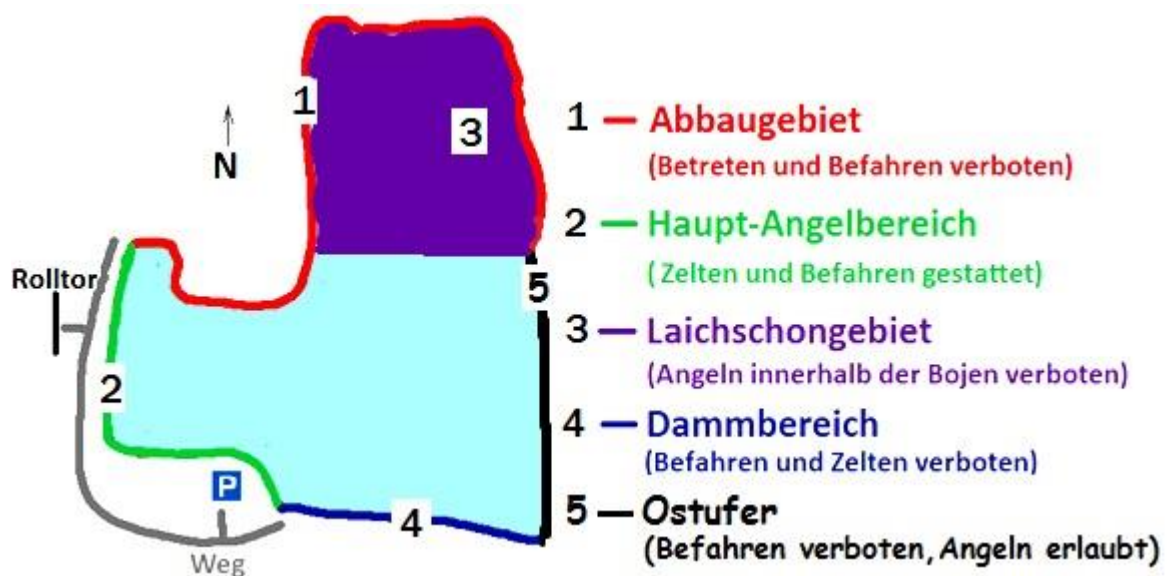 1
3
N
Rolltor
5
2
P
4
Weg
1 Abbaugebiet
(Betreten und Befahren verboten)
2 Haupt-Angelbereich
( Zelten und Befahren gestattet)
3 Laichschongebiet
(Angeln innerhalb der Bojen verboten)
4 Dammbereich
(Befahren und Zelten verboten)
5 Ostufer
(Befahren verboten, Angeln erlaubt)